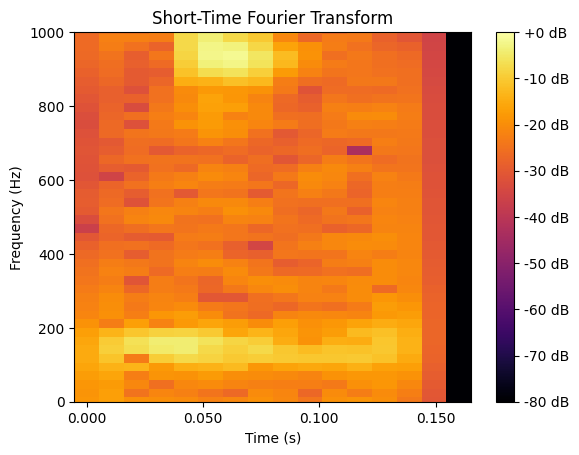 Short-Time Fourier Transform
Frequency (Hz)
1000
800
600
400
200
0
0.000
0.050
0.100
0.150
Time (s)
+0 dB
-10 dB
-20 dB
-30 dB
-40 dB
-50 dB
-60 dB
-70 dB
-80 dB